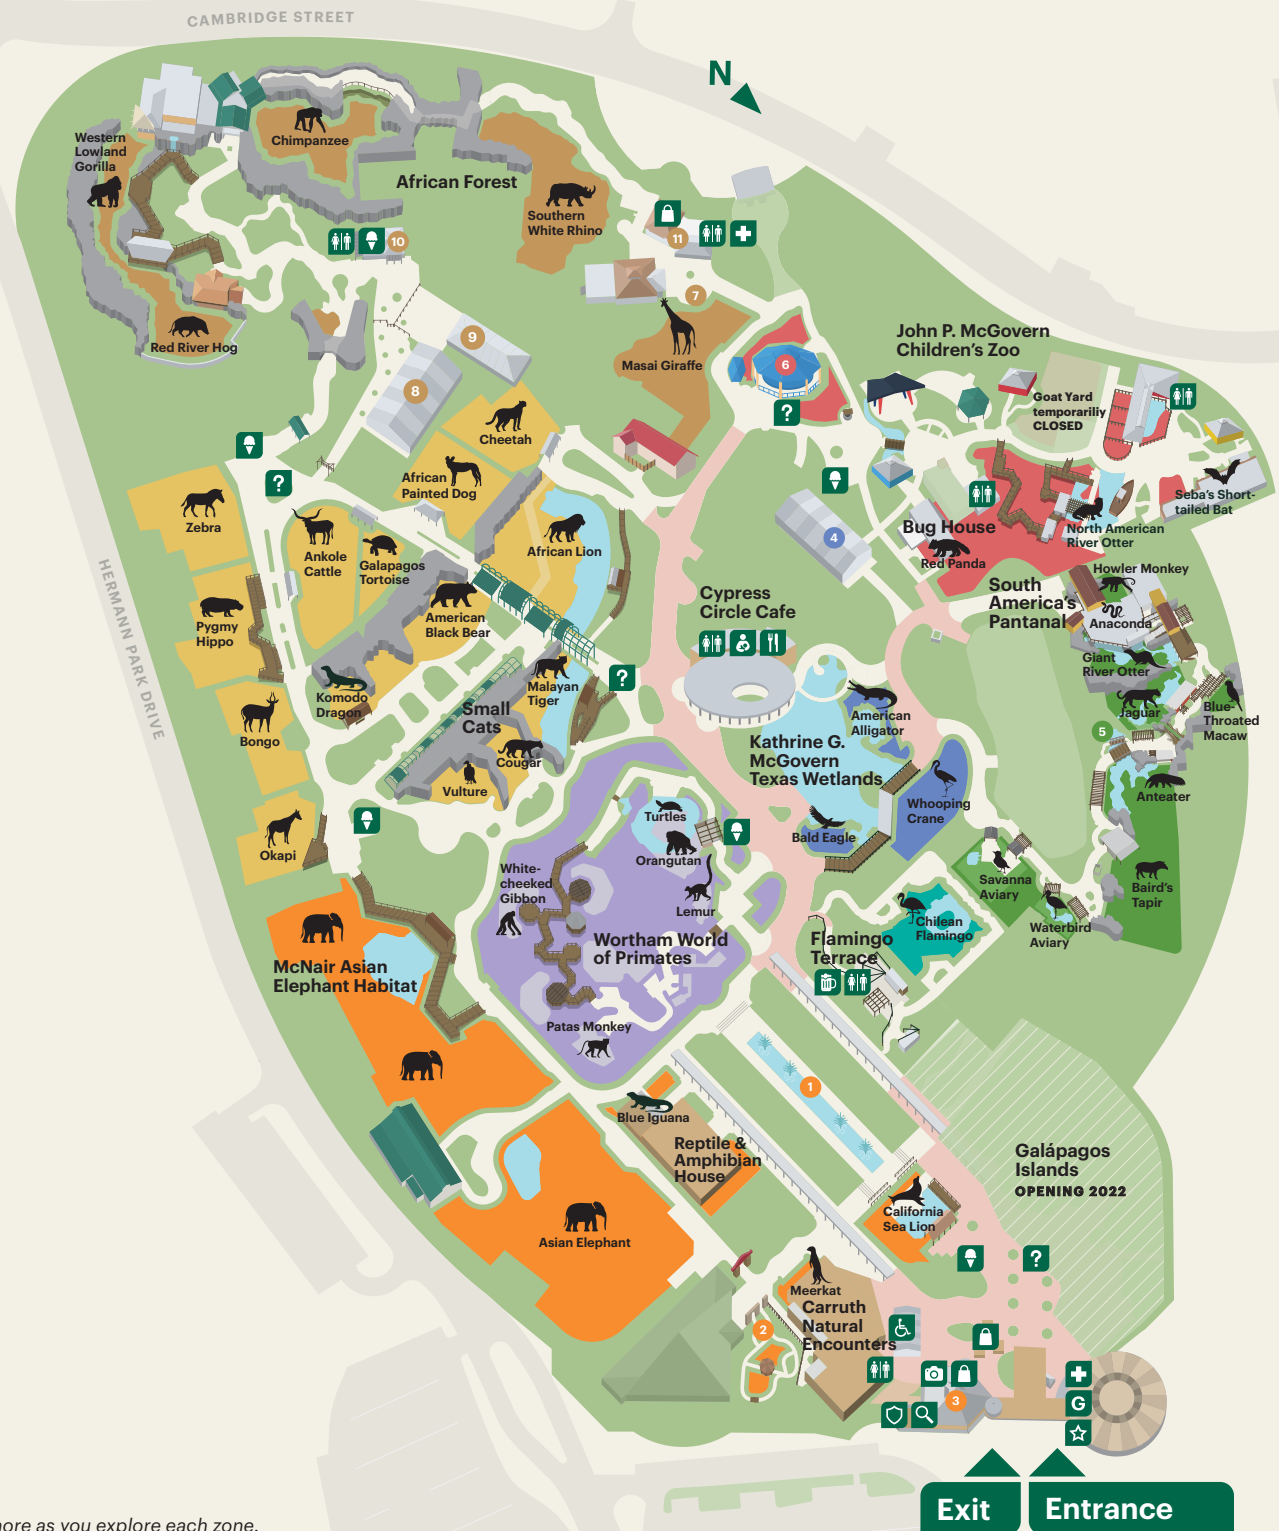 CAMBRIDGE STREET
N
Western
Lowland
Gorilla
Chimpanzee
African Forest
Southern
White Rhino
10
11
7
Red River Hog
9
8
Masai Giraffe
6
?
John P. McGovern
Children's Zoo
Goat Yard
temporarily
CLOSED
Cheetah
African
Painted Dog
?
Zebra
Ankole
Cattle
Galapagos
Tortoise
African Lion
4
Bug House
Red Panda
North American
River Otter
Seba's Short-
tailed Bat
HERMANN PARK DRIVE
Pygmy
Hippo
American
Black Bear
Cypress
Circle Cafe
South
America's
Pantanal
Howler Monkey
Anaconda
Giant
River Otter
Jaguar
Blue-
Throated
Macaw
5
Anteater
Komodo
Dragon
Malayan
Tiger
?
Small
Cats
Cougar
Vulture
Bongo
American
Alligator
Kathrine G.
McGovern
Texas Wetlands
Whooping
Crane
Bald Eagle
Okapi
Turtles
Orangutan
White-
cheeked
Gibbon
Lemur
Savanna
Aviary
Baird's
Tapir
Waterbird
Aviary
Chilean
Flamingo
Flamingo
Terrace
Wortham World
of Primates
McNair Asian
Elephant Habitat
Patas Monkey
1
Blue Iguana
Reptile &
Amphibian
House
Galápagos
Islands
OPENING 2022
California
Sea Lion
Asian Elephant
?
Meerkat
Carruth
Natural
Encounters
2
3
G
Exit
Entrance
more as you explore each zone.